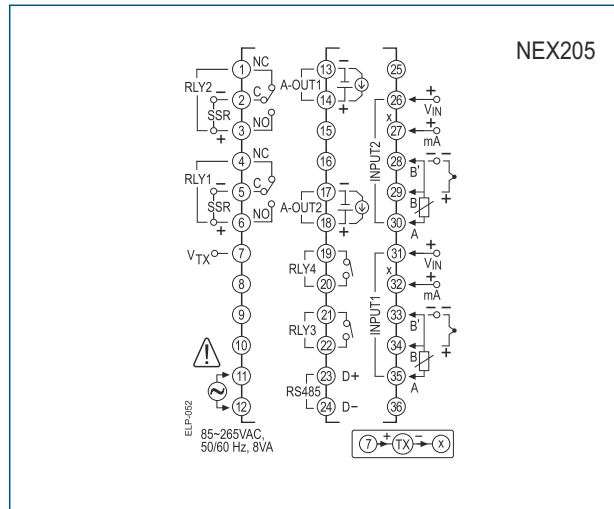 NEX205
1 NC
RLY2
2 C
SSR
3 NO
4 NC
RLY1
5 C
SSR
6 NO
VTX 7
8
9
10
11
12
ELP-052
85~265VAC,
50/60 Hz, 8VA
13
A-OUT1
14
15
16
17
A-OUT2
18
19
RLY4
20
21
RLY3
22
23 D+
RS485
24 D−
25
26 + VIN
x
27 + mA
INPUT2
28 B'
29
B
30 A
31 + VIN
x
32 + mA
INPUT1
33 B'
34
B
35 A
36
7 + TX − x